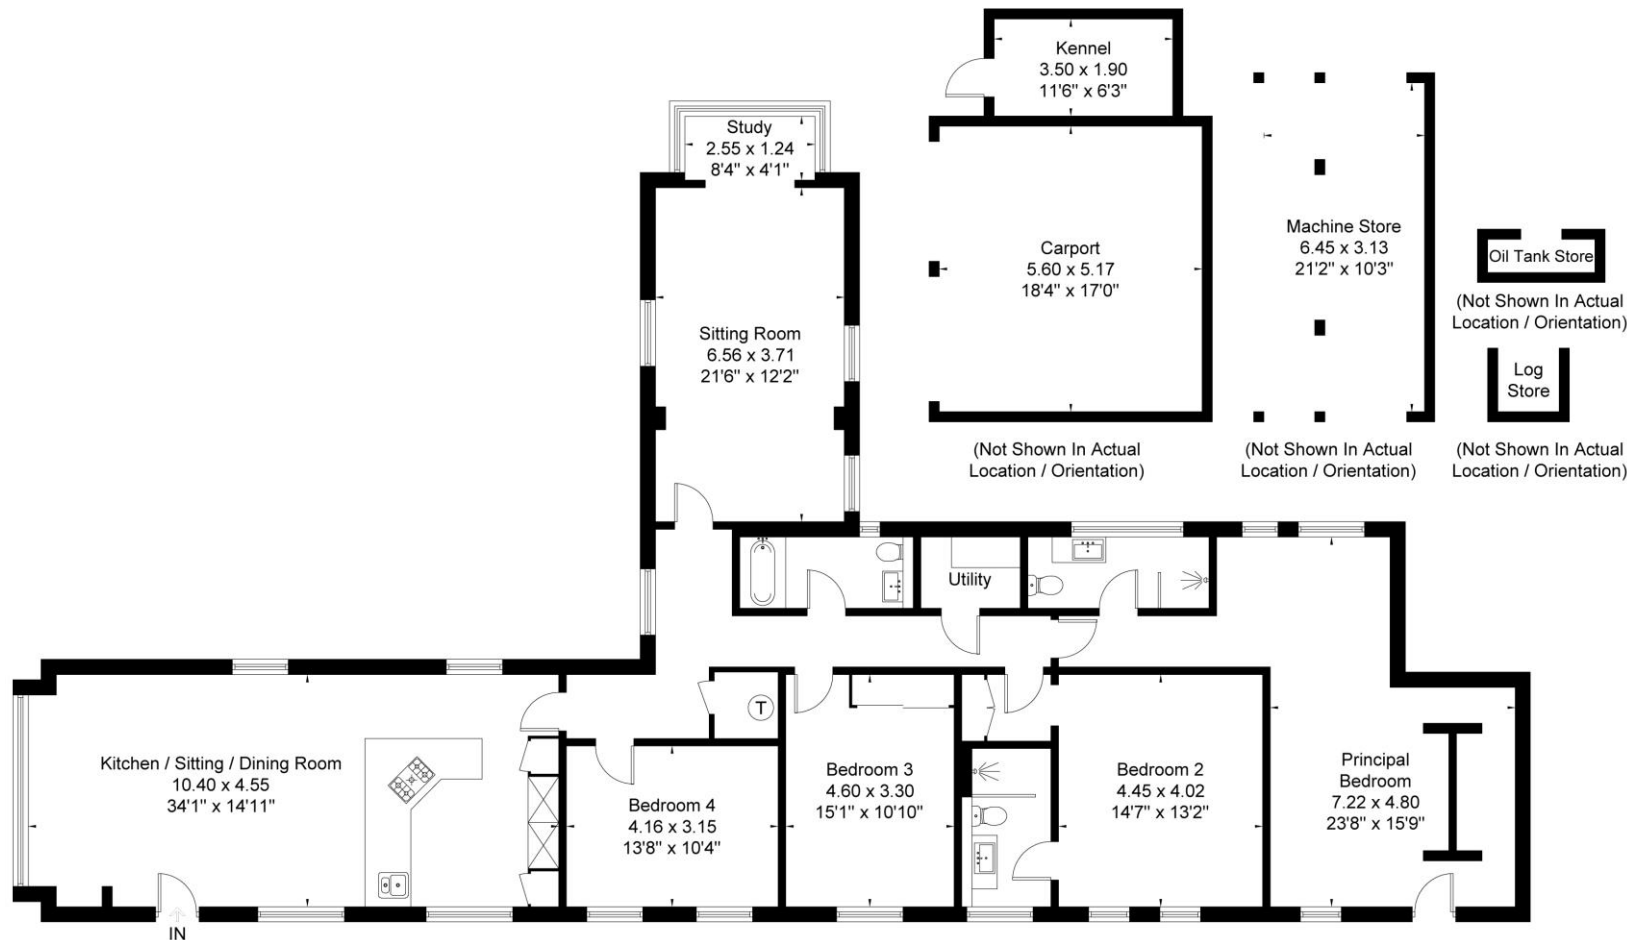 Kennel
3.50 x 1.90
11'6" x 6'3"
Study
2.55 x 1.24
8'4" x 4'1"
Machine Store
6.45 x 3.13
21'2" x 10'3"
Carport
5.60 x 5.17
18'4" x 17'0"
Oil Tank Store
(Not Shown In Actual
Location / Orientation)
Sitting Room
6.56 x 3.71
21'6" x 12'2"
Log
Store
(Not Shown In Actual
Location / Orientation)
(Not Shown In Actual
Location / Orientation)
(Not Shown In Actual
Location / Orientation)
Utility
T
Kitchen / Sitting / Dining Room
10.40 x 4.55
34'1" x 14'11"
Bedroom 4
4.16 x 3.15
13'8" x 10'4"
Bedroom 3
4.60 x 3.30
15'1" x 10'10"
Bedroom 2
4.45 x 4.02
14'7" x 13'2"
Principal
Bedroom
7.22 x 4.80
23'8" x 15'9"
IN